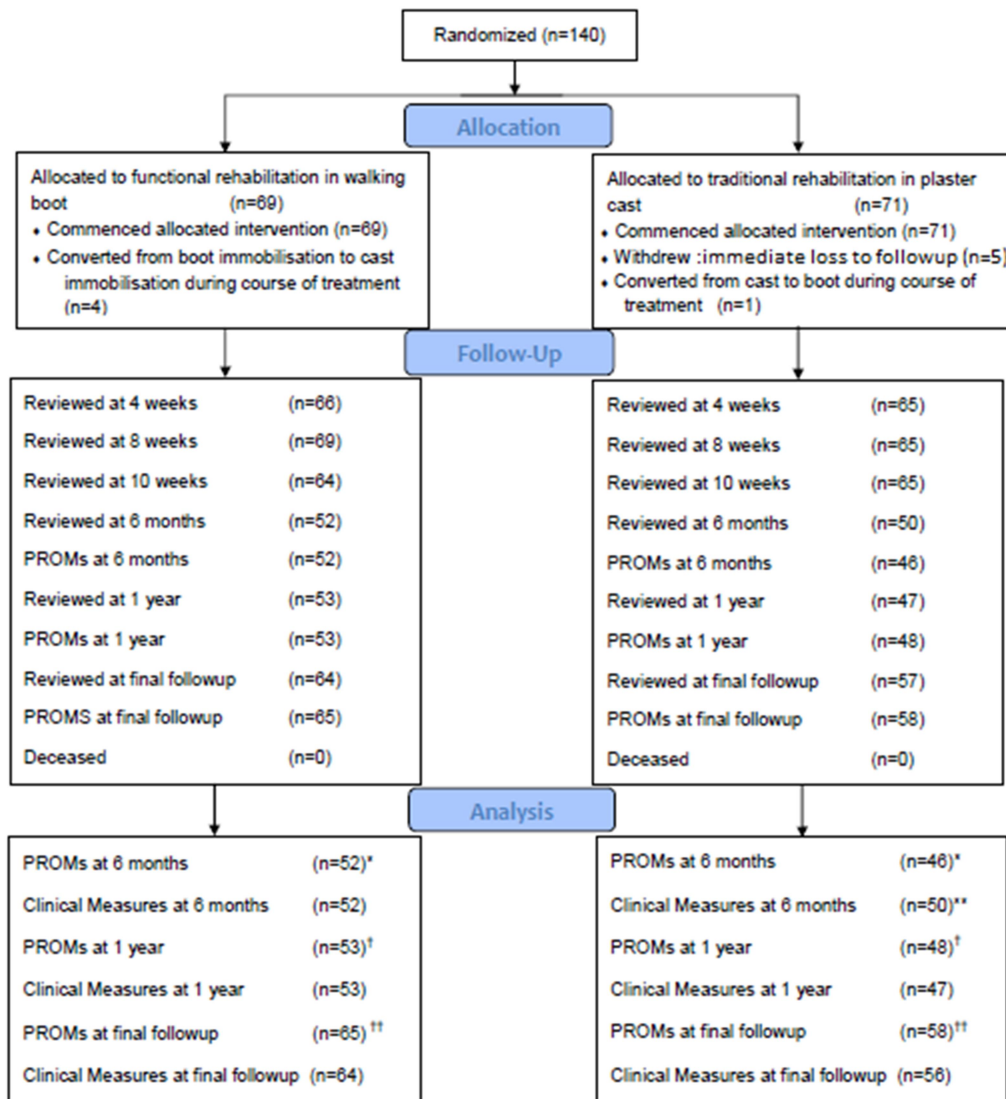 Randomized (n=140)
Allocation
Allocated to functional rehabilitation in walking
boot (n=69)
• Commenced allocated intervention (n=69)
• Converted from boot immobilisation to cast
immobilisation during course of treatment
(n=4)
Allocated to traditional rehabilitation in plaster
cast (n=71)
• Commenced allocated intervention (n=71)
• Withdrew :immediate loss to followup (n=5)
• Converted from cast to boot during course of
treatment (n=1)
Follow-Up
Reviewed at 4 weeks (n=66)
Reviewed at 8 weeks (n=69)
Reviewed at 10 weeks (n=64)
Reviewed at 6 months (n=52)
PROMs at 6 months (n=52)
Reviewed at 1 year (n=53)
PROMs at 1 year (n=53)
Reviewed at final followup (n=64)
PROMS at final followup (n=65)
Deceased (n=0)
Reviewed at 4 weeks (n=65)
Reviewed at 8 weeks (n=65)
Reviewed at 10 weeks (n=65)
Reviewed at 6 months (n=50)
PROMs at 6 months (n=46)
Reviewed at 1 year (n=47)
PROMs at 1 year (n=48)
Reviewed at final followup (n=57)
PROMs at final followup (n=58)
Deceased (n=0)
Analysis
PROMs at 6 months (n=52)*
Clinical Measures at 6 months (n=52)
PROMs at 1 year (n=53)†
Clinical Measures at 1 year (n=53)
PROMs at final followup (n=65)††
Clinical Measures at final followup (n=64)
PROMs at 6 months (n=46)*
Clinical Measures at 6 months (n=50)**
PROMs at 1 year (n=48)†
Clinical Measures at 1 year (n=47)
PROMs at final followup (n=58)††
Clinical Measures at final followup (n=56)